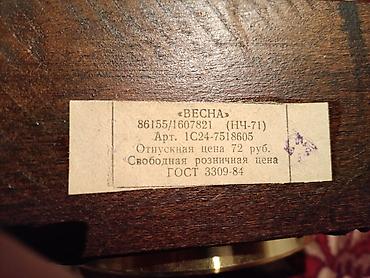 «ВЕСНА»
86155/1607821 (НЧ-71)
Арт. 1С24-7518605
Отпускная цена 72 руб.
Свободная розничная цена
ГОСТ 3309-84